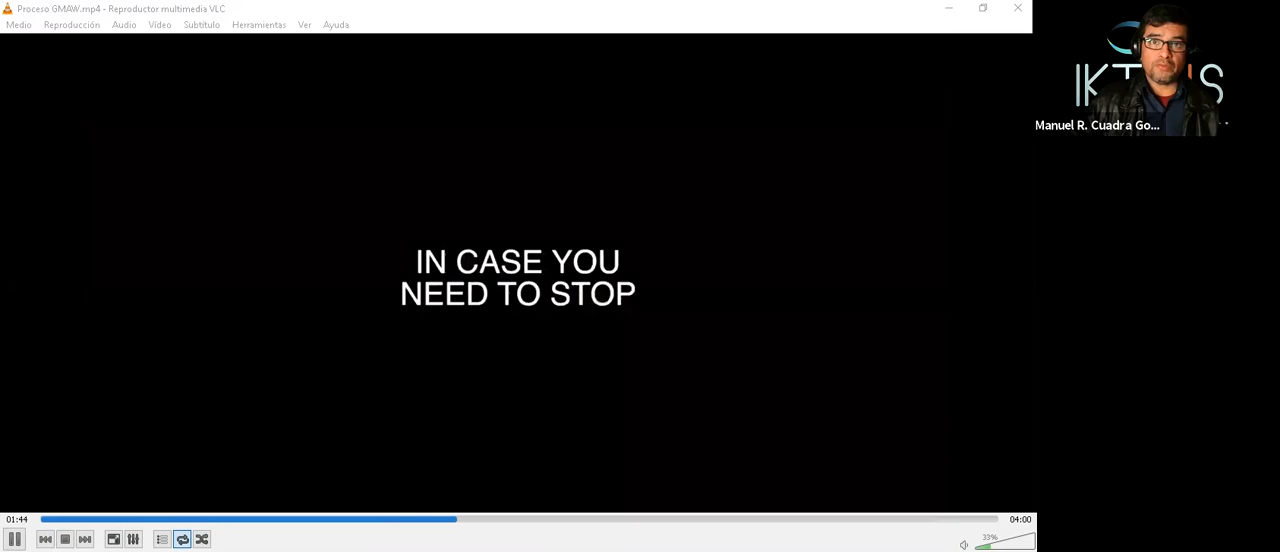 Proceso GMAW.mp4 - Reproductor multimedia VLC
Medio Reproducción Audio Vídeo Subtítulo Herramientas Ver Ayuda
Manuel R. Cuadra Go...
IN CASE YOU
NEED TO STOP
01:44
04:00
33%